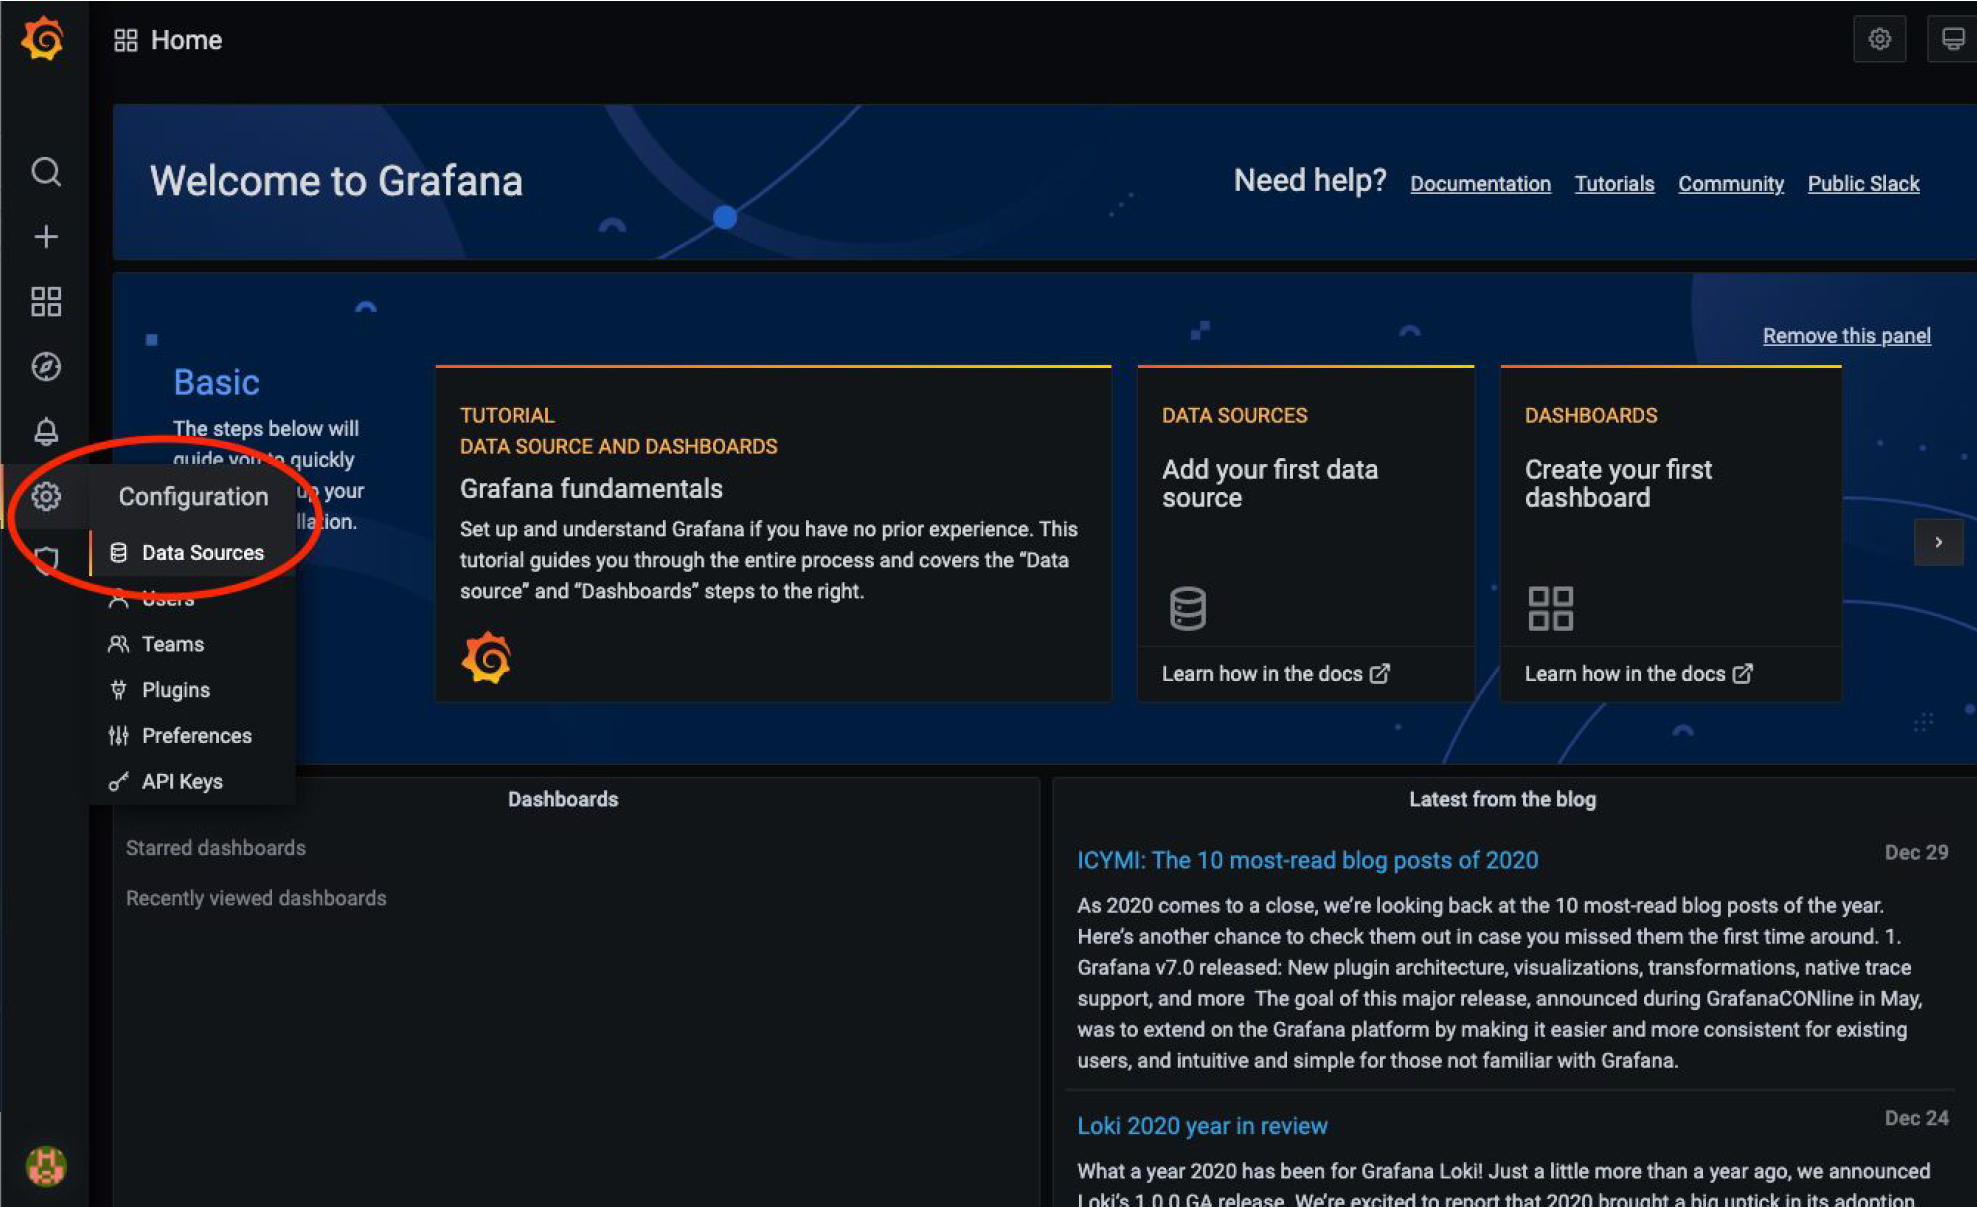 Home
Welcome to Grafana
Need help? Documentation Tutorials Community Public Slack
Remove this panel
Basic
The steps below will
guide you to quickly
up your
llation.
TUTORIAL
DATA SOURCE AND DASHBOARDS
Grafana fundamentals
Set up and understand Grafana if you have no prior experience. This
tutorial guides you through the entire process and covers the “Data
source” and “Dashboards” steps to the right.
DATA SOURCES
Add your first data
source
Learn how in the docs
DASHBOARDS
Create your first
dashboard
Learn how in the docs
Configuration
Data Sources
Users
Teams
Plugins
Preferences
API Keys
Dashboards
Starred dashboards
Recently viewed dashboards
Latest from the blog
ICYMI: The 10 most-read blog posts of 2020
Dec 29
As 2020 comes to a close, we’re looking back at the 10 most-read blog posts of the year.
Here’s another chance to check them out in case you missed them the first time around. 1.
Grafana v7.0 released: New plugin architecture, visualizations, transformations, native trace
support, and more The goal of this major release, announced during GrafanaCONline in May,
was to extend on the Grafana platform by making it easier and more consistent for existing
users, and intuitive and simple for those not familiar with Grafana.
Loki 2020 year in review
Dec 24
What a year 2020 has been for Grafana Loki! Just a little more than a year ago, we announced
Loki’s 1.0.0 GA release. We’re excited to report that 2020 brought a big uptick in its adoption